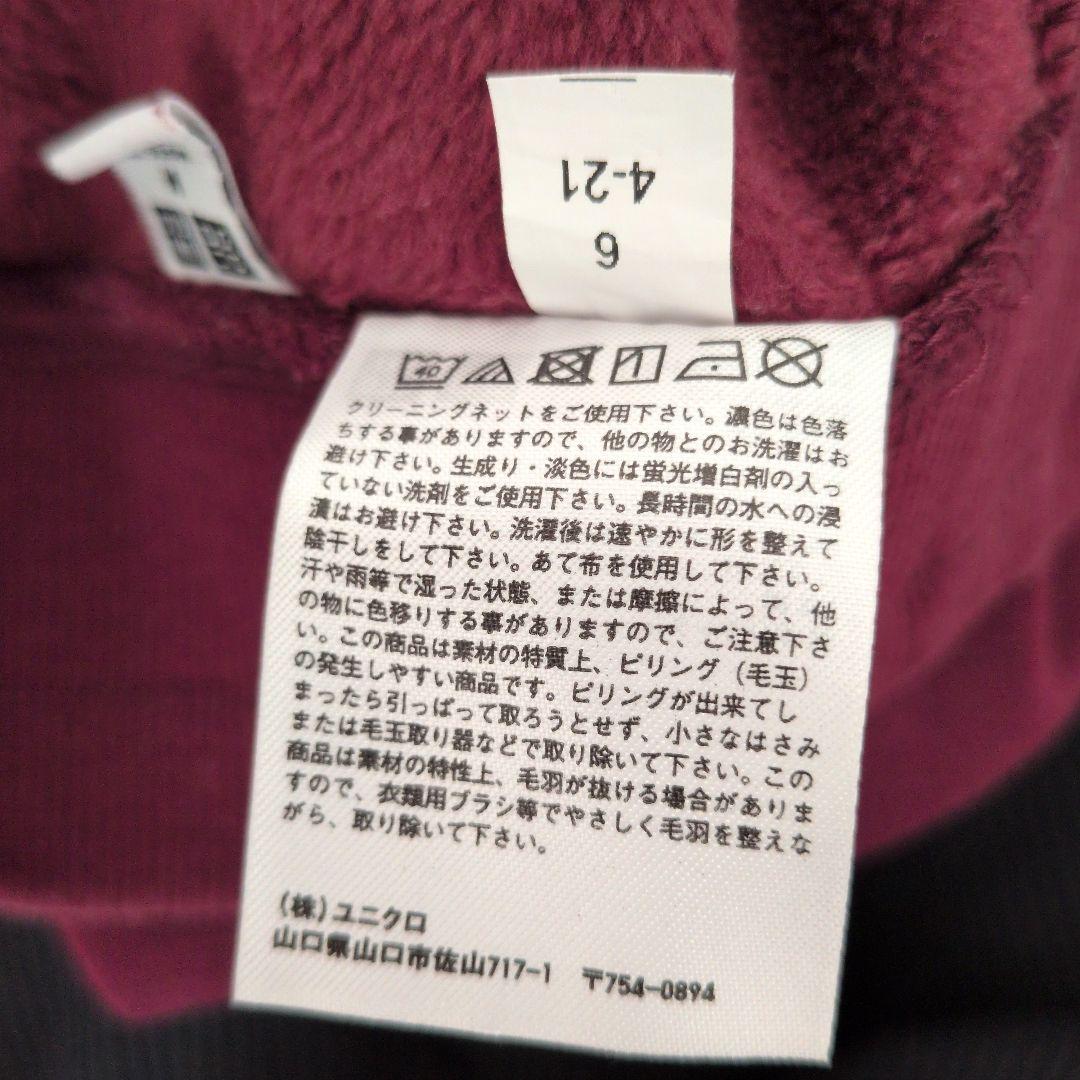 4-21
6
40
1
クリーニングネットをご使用下さい。濃色は色落
ちする事がありますので、他の物とのお洗濯はお
避け下さい。生成り・淡色には蛍光増白剤の入っ
ていない洗剤をご使用下さい。長時間の水への浸
漬はお避け下さい。洗濯後は速やかに形を整えて
陰干しをして下さい。あて布を使用して下さい。
汗や雨等で湿った状態、または摩擦によって、他
の物に色移りする事がありますので、ご注意下さ
い。この商品は素材の特質上、ピリング（毛玉）
の発生しやすい商品です。ピリングが出来てし
まったら引っぱって取ろうとせず、小さなはさみ
または毛玉取り器などで取り除いて下さい。この
商品は素材の特性上、毛羽が抜ける場合がありま
すので、衣類用ブラシ等でやさしく毛羽を整えな
がら、取り除いて下さい。
(株)ユニクロ
山口県山口市佐山717-1 〒754-0894